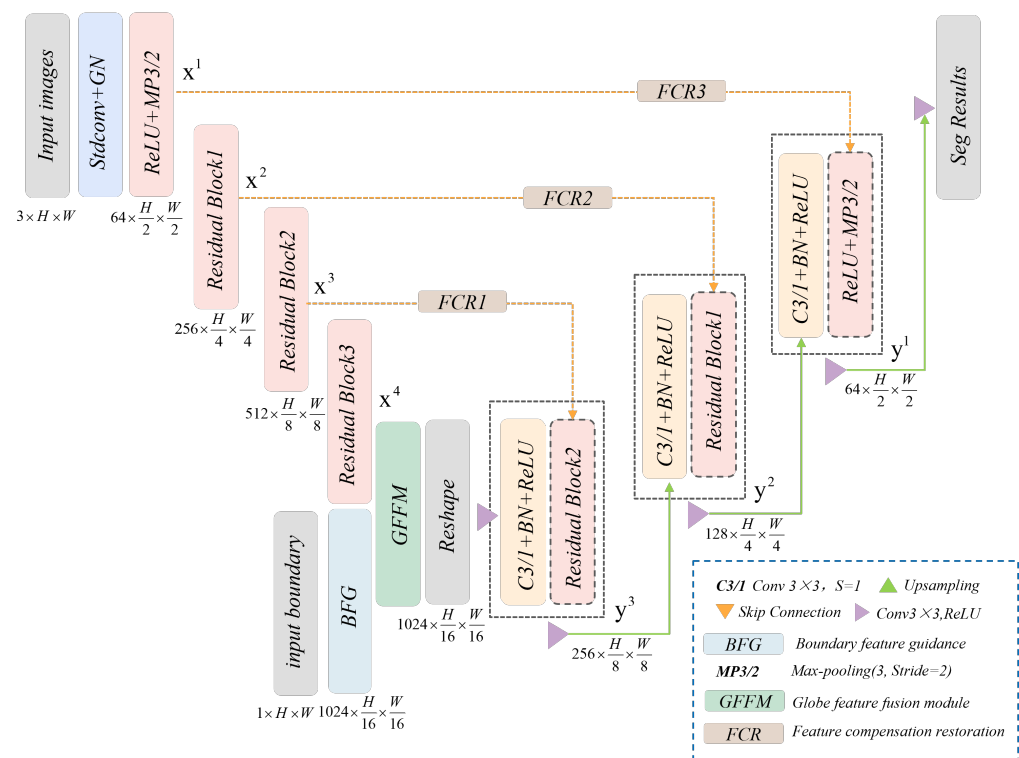 Input images
Stdconv+GN
ReLU+MP3/2
x¹
FCR3
Seg Results
3×H×W
64×H/2×W/2
Residual Block1
x²
FCR2
C3/1+BN+ReLU
ReLU+MP3/2
256×H/4×W/4
Residual Block2
x³
FCR1
C3/1+BN+ReLU
Residual Block1
y¹
64×H/2×W/2
512×H/8×W/8
Residual Block3
x⁴
GFFM
Reshape
C3/1+BN+ReLU
Residual Block2
y²
128×H/4×W/4
input boundary
BFG
1024×H/16×W/16
y³
256×H/8×W/8
1×H×W
1024×H/16×W/16
C3/1 Conv 3×3，S=1
Upsampling
Skip Connection
Conv3×3,ReLU
BFG Boundary feature guidance
MP3/2 Max-pooling(3, Stride=2)
GFFM Globe feature fusion module
FCR Feature compensation restoration